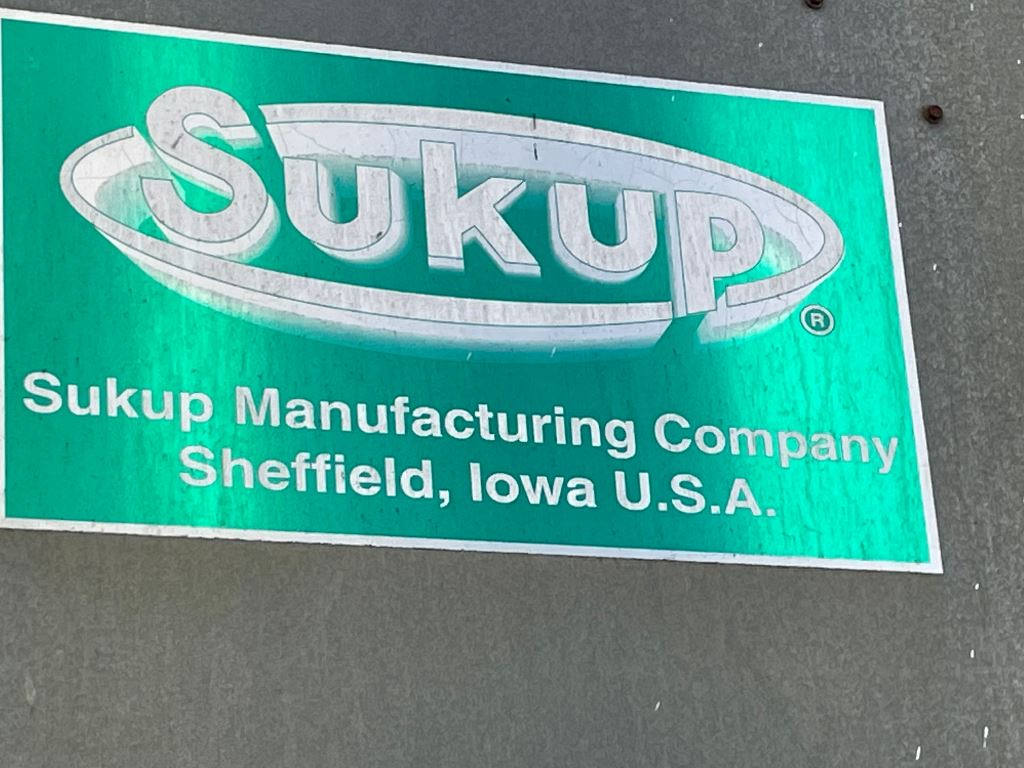 Sukup
®
Sukup Manufacturing Company
Sheffield, Iowa U.S.A.